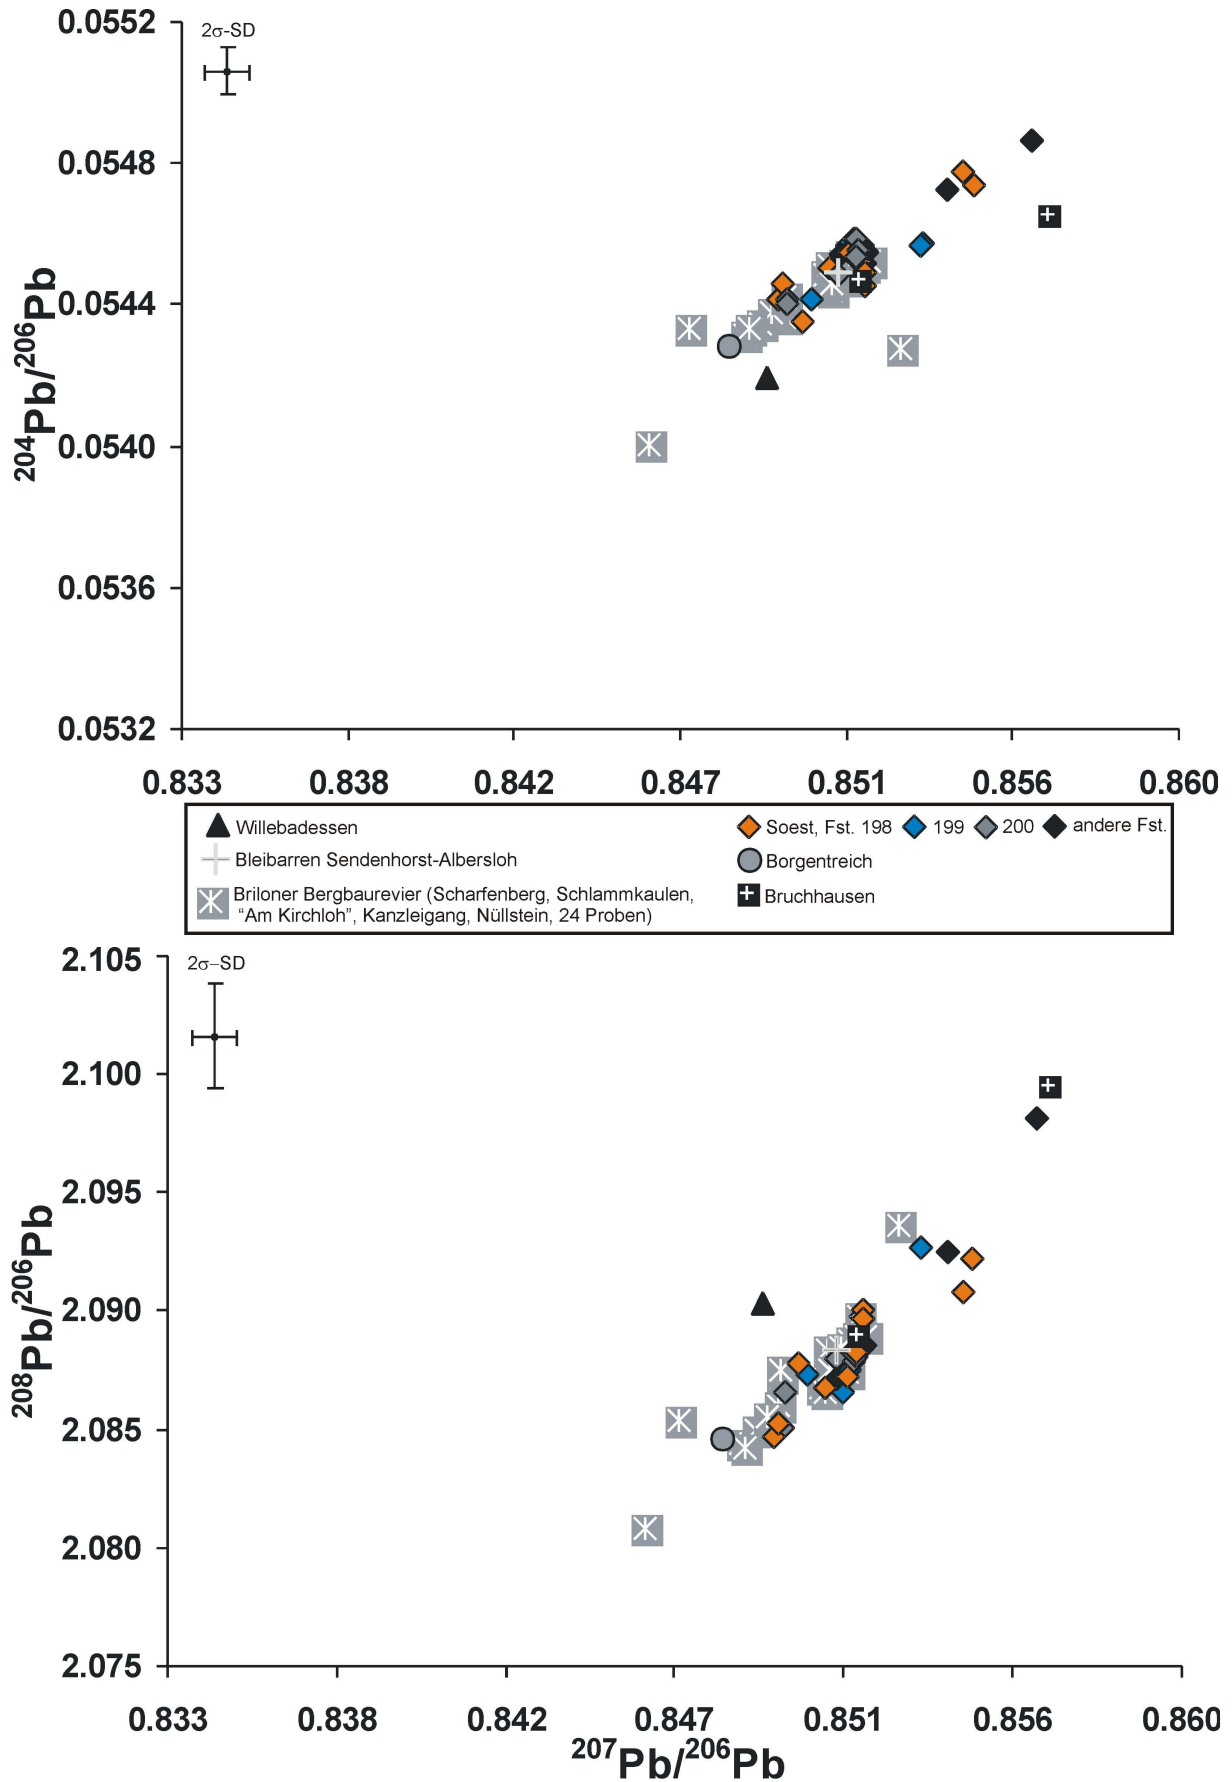 0.0552
2σ-SD
0.0548
0.0544
204Pb/206Pb
0.0540
0.0536
0.0532
0.833 0.838 0.842 0.847 0.851 0.856 0.860
Willebadessen
Soest, Fst. 198 199 200 andere Fst.
Bleibarren Sendenhorst-Albersloh
Borgentreich
Briloner Bergbaurevier (Scharfenberg, Schlammkaulen,
"Am Kirchloh", Kanzleigang, Nüllstein, 24 Proben)
Bruchhausen
2.105
2σ–SD
2.100
2.095
208Pb/206Pb
2.090
2.085
2.080
2.075
0.833 0.838 0.842 0.847 0.851 0.856 0.860
207Pb/206Pb